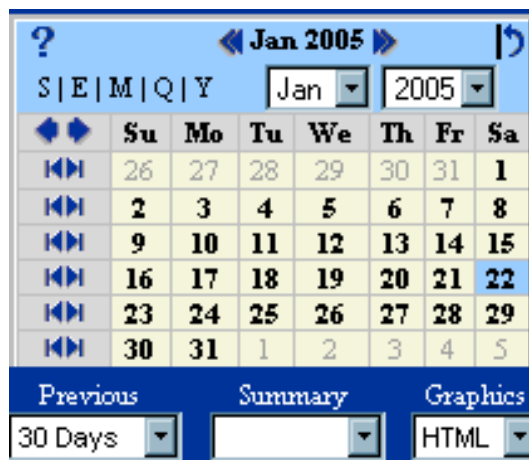 ? Jan 2005
S | E | M | Q | Y Jan 2005
Su Mo Tu We Th Fr Sa
26 27 28 29 30 31 1
2 3 4 5 6 7 8
9 10 11 12 13 14 15
16 17 18 19 20 21 22
23 24 25 26 27 28 29
30 31 1 2 3 4 5
Previous Summary Graphics
30 Days HTML